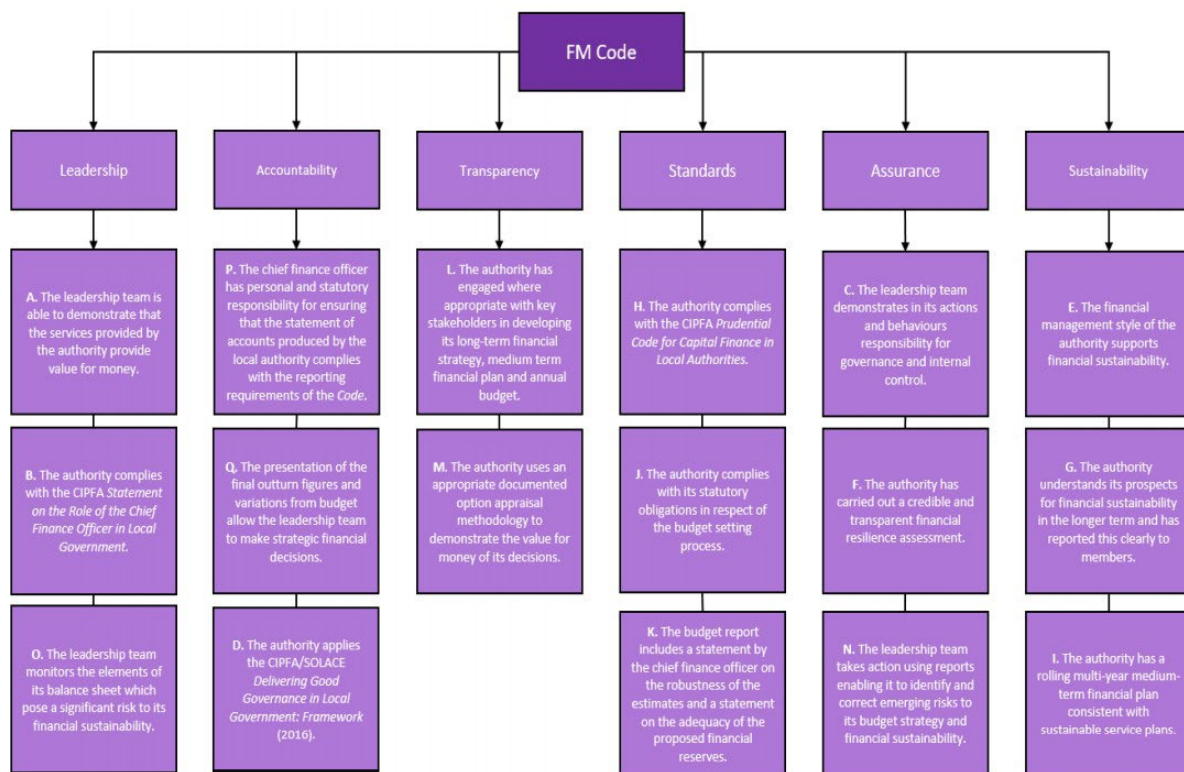 FM Code
Leadership
Accountability
Transparency
Standards
Assurance
Sustainability
A. The leadership team is
able to demonstrate that
the services provided by
the authority provide
value for money.
B. The authority complies
with the CIPFA Statement
on the Role of the Chief
Finance Officer in Local
Government.
O. The leadership team
monitors the elements of
its balance sheet which
pose a significant risk to its
financial sustainability.
P. The chief finance officer
has personal and statutory
responsibility for ensuring
that the statement of
accounts produced by the
local authority complies
with the reporting
requirements of the Code.
Q. The presentation of the
final outturn figures and
variations from budget
allow the leadership team
to make strategic financial
decisions.
D. The authority applies
the CIPFA/SOLACE
Delivering Good
Governance in Local
Government: Framework
(2016).
L. The authority has
engaged where
appropriate with key
stakeholders in developing
its long-term financial
strategy, medium term
financial plan and annual
budget.
M. The authority uses an
appropriate documented
option appraisal
methodology to
demonstrate the value for
money of its decisions.
H. The authority complies
with the CIPFA Prudential
Code for Capital Finance in
Local Authorities.
J. The authority complies
with its statutory
obligations in respect of
the budget setting
process.
K. The budget report
includes a statement by
the chief finance officer on
the robustness of the
estimates and a statement
on the adequacy of the
proposed financial
reserves.
C. The leadership team
demonstrates in its actions
and behaviours
responsibility for
governance and internal
control.
F. The authority has
carried out a credible and
transparent financial
resilience assessment.
N. The leadership team
takes action using reports
enabling it to identify and
correct emerging risks to
its budget strategy and
financial sustainability.
E. The financial
management style of the
authority supports
financial sustainability.
G. The authority
understands its prospects
for financial sustainability
in the longer term and has
reported this clearly to
members.
I. The authority has a
rolling multi-year medium-
term financial plan
consistent with
sustainable service plans.